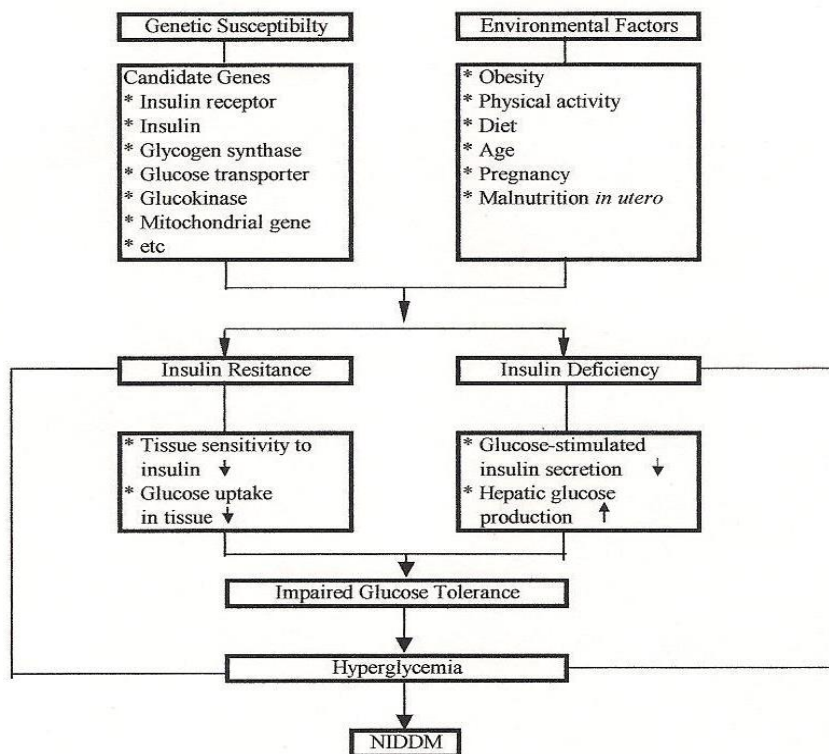 Genetic Susceptibilty
Environmental Factors
Candidate Genes
* Insulin receptor
* Insulin
* Glycogen synthase
* Glucose transporter
* Glucokinase
* Mitochondrial gene
* etc
* Obesity
* Physical activity
* Diet
* Age
* Pregnancy
* Malnutrition in utero
Insulin Resitance
Insulin Deficiency
* Tissue sensitivity to
insulin ↓
* Glucose uptake
in tissue ↓
* Glucose-stimulated
insulin secretion ↓
* Hepatic glucose
production ↑
Impaired Glucose Tolerance
Hyperglycemia
NIDDM